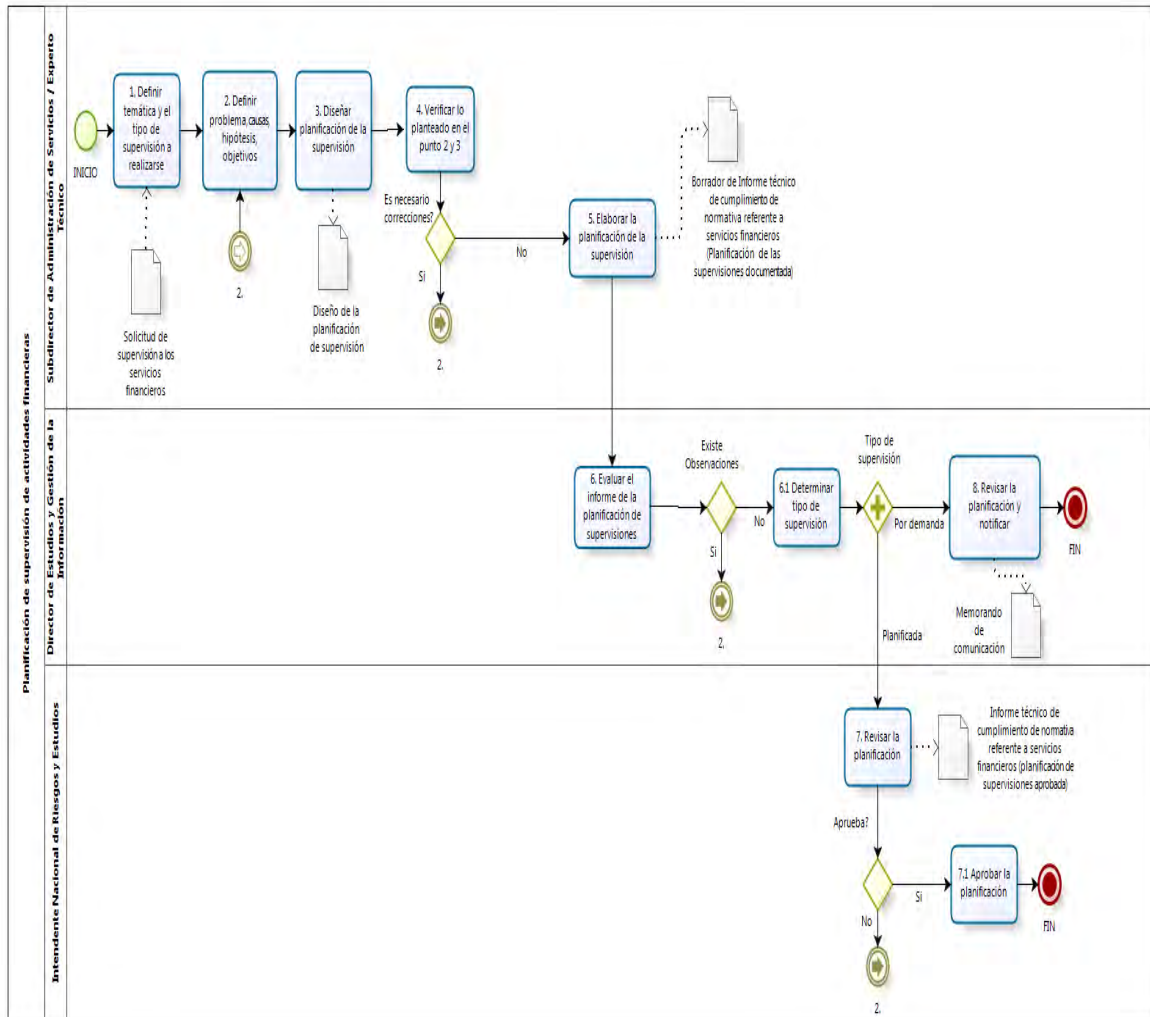 Planificación de supervisión de actividades financieras
Subdirector de Administración de Servicios / Experto
Técnico
INICIO
1. Definir
temática y el
tipo de
supervisión a
realizarse
2. Definir
problema, causas,
hipótesis,
objetivos
3. Diseñar
planificación de la
supervisión
4. Verificar lo
planteado en el
punto 2 y 3
Solicitud de
supervisión a los
servicios
financieros
2.
Diseño de la
planificación
de supervisión
Es necesario
correcciones?
No
Si
2.
5. Elaborar la
planificación de la
supervisión
Borrador de Informe técnico
de cumplimiento de
normativa referente a
servicios financieros
(Planificación de las
supervisiones documentada)
Director de Estudios y Gestión de la
Información
6. Evaluar el
informe de la
planificación de
supervisiones
Existe
Observaciones
No
Si
2.
6.1 Determinar
tipo de
supervisión
Tipo de
supervisión
Por demanda
Planificada
8. Revisar la
planificación y
notificar
FIN
Memorando
de
comunicación
Intendente Nacional de Riesgos y Estudios
7. Revisar la
planificación
Informe técnico de
cumplimiento de normativa
referente a servicios
financieros (planificación de
supervisiones aprobada)
Aprueba?
Si
No
2.
7.1 Aprobar la
planificación
FIN